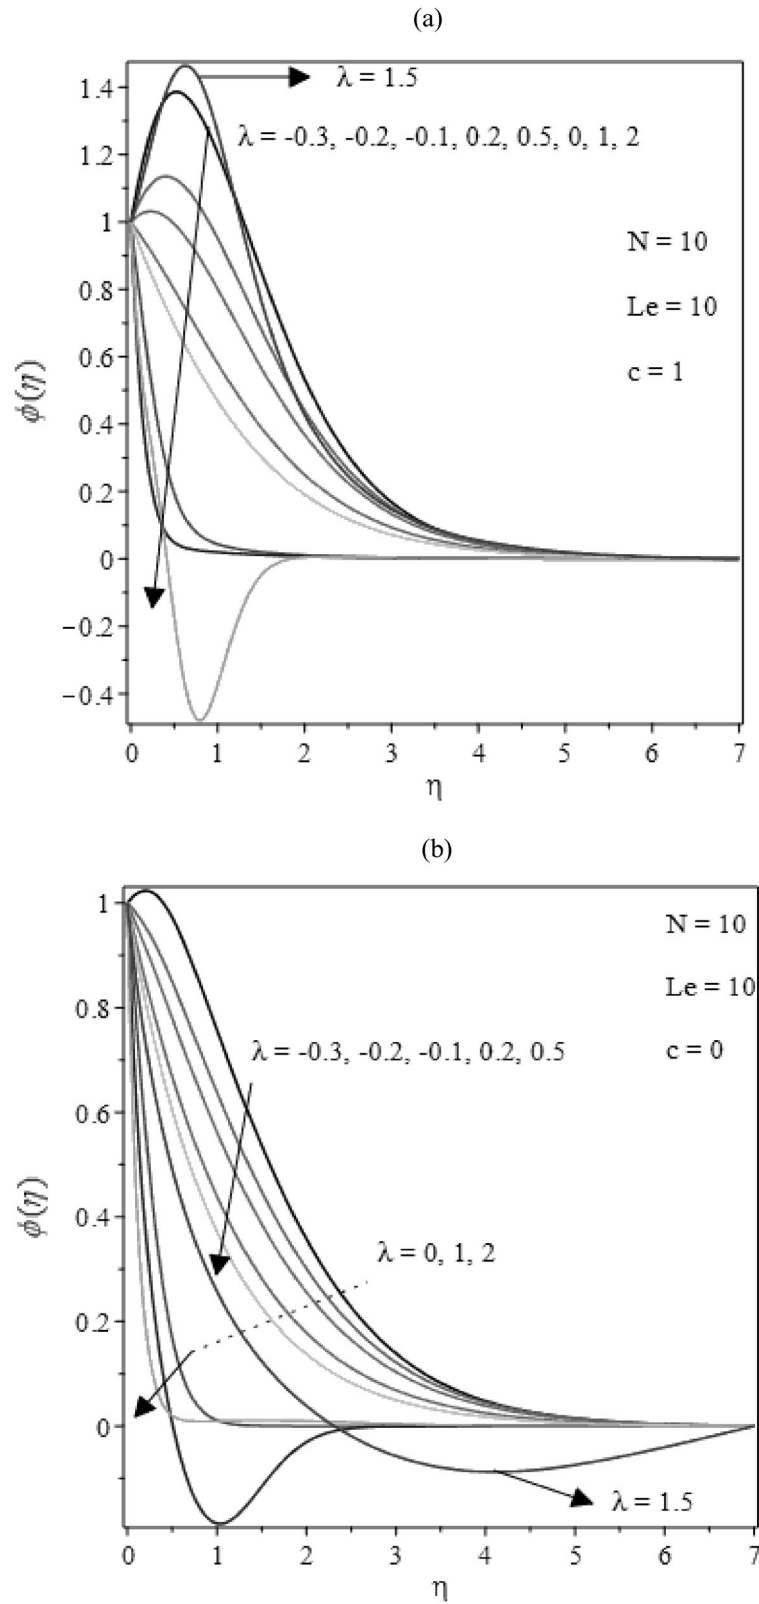 (a)
1.4
1.2
1
0.8
0.6
0.4
0.2
0
−0.2
−0.4
ϕ(η)
λ = 1.5
λ = -0.3, -0.2, -0.1, 0.2, 0.5, 0, 1, 2
N = 10
Le = 10
c = 1
0 1 2 3 4 5 6 7
η
(b)
1
0.8
0.6
0.4
0.2
0
ϕ(η)
N = 10
Le = 10
c = 0
λ = -0.3, -0.2, -0.1, 0.2, 0.5
λ = 0, 1, 2
λ = 1.5
0 1 2 3 4 5 6 7
η